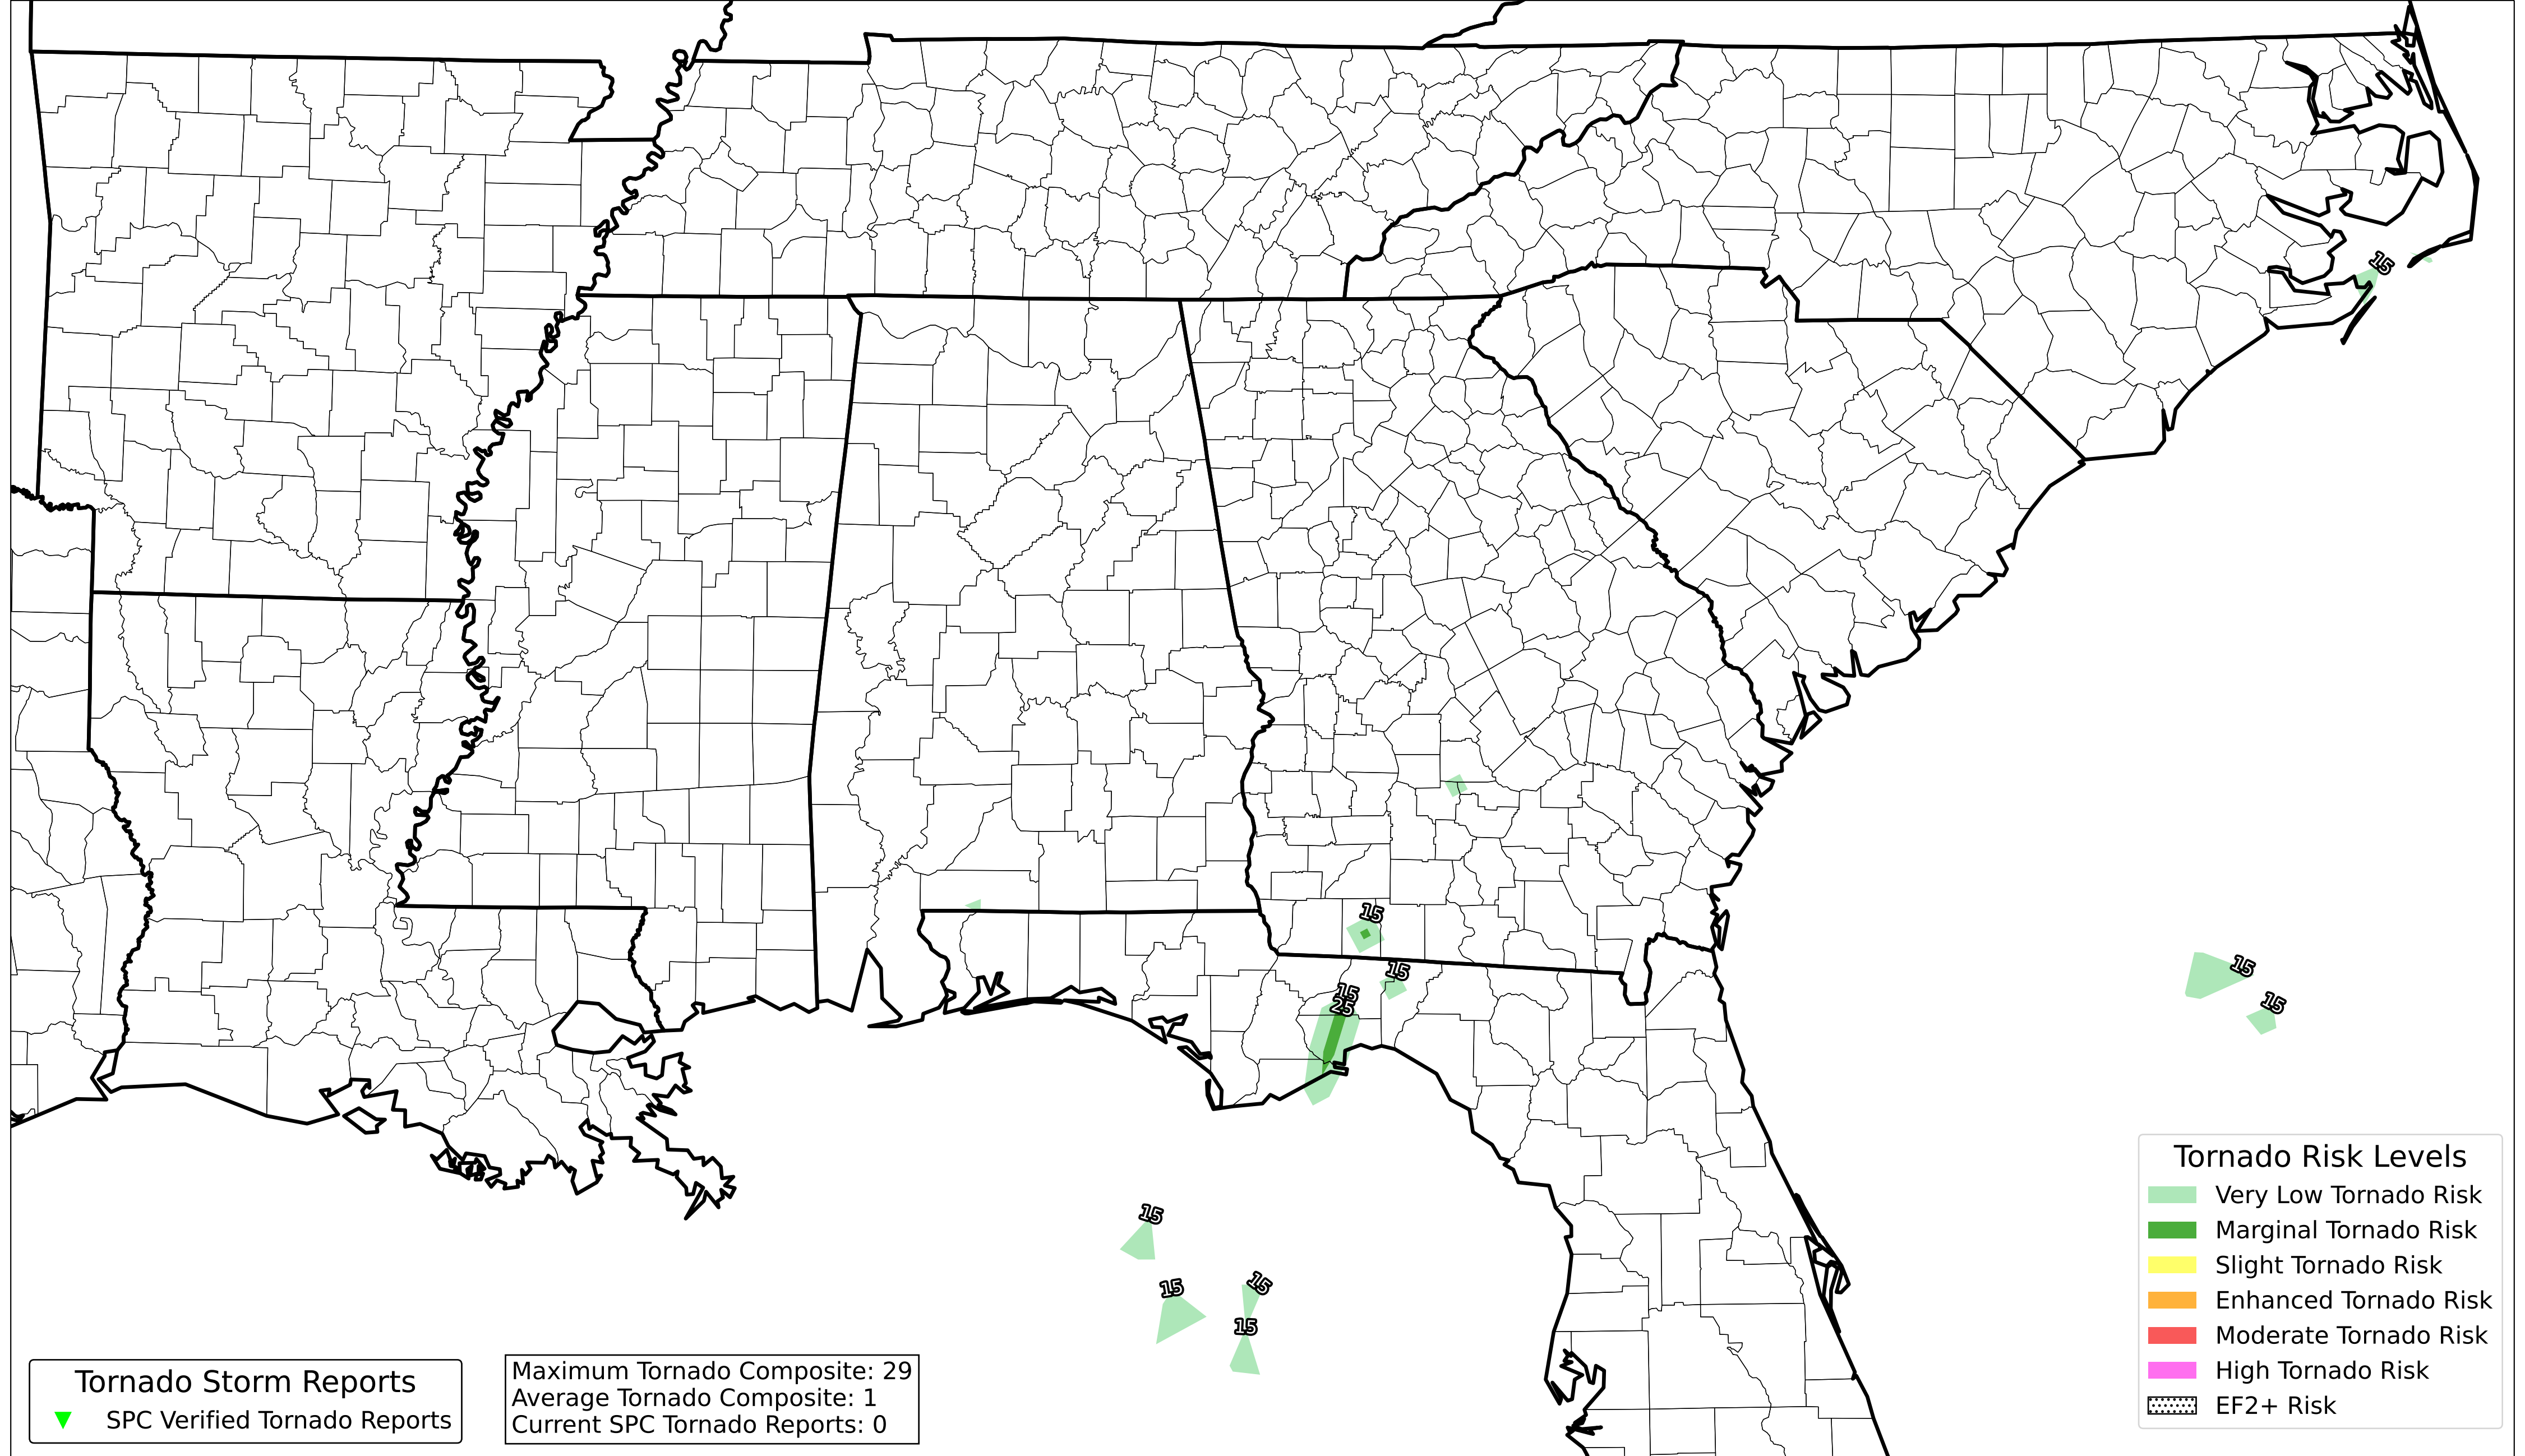 15
15
15
15
25
15
15
15
15
15
15
Tornado Risk Levels
Very Low Tornado Risk
Marginal Tornado Risk
Slight Tornado Risk
Enhanced Tornado Risk
Moderate Tornado Risk
High Tornado Risk
EF2+ Risk
Tornado Storm Reports
SPC Verified Tornado Reports
Maximum Tornado Composite: 29
Average Tornado Composite: 1
Current SPC Tornado Reports: 0